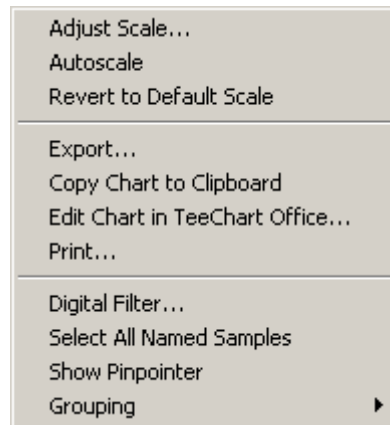 Adjust Scale...
Autoscale
Revert to Default Scale
Export...
Copy Chart to Clipboard
Edit Chart in TeeChart Office...
Print...
Digital Filter...
Select All Named Samples
Show Pinpointer
Grouping